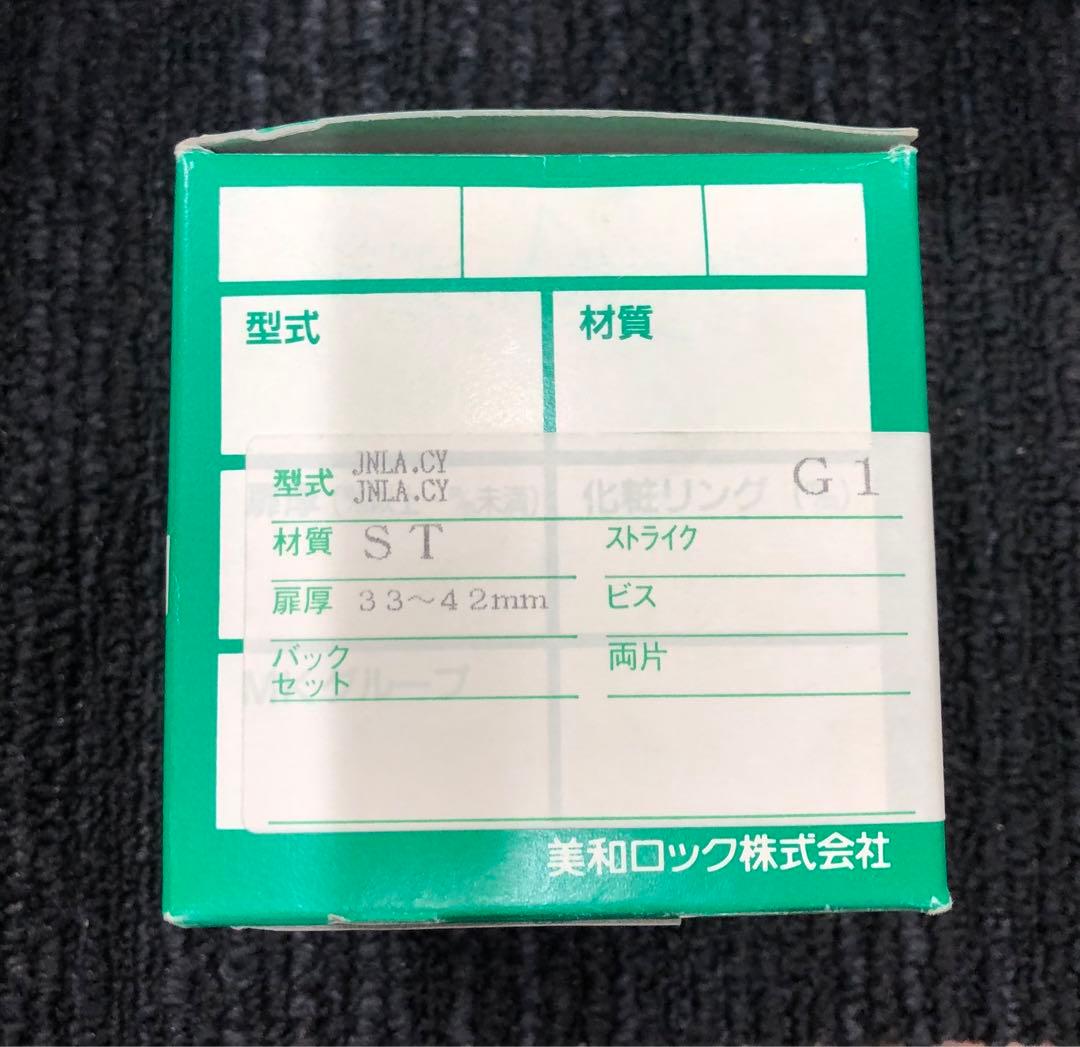 型式 材質
型式 JNLA.CY
JNLA.CY G1
材質 ST ストライク
扉厚 33～42mm ビス
バック
セット 両片
化粧リング
美和ロック株式会社